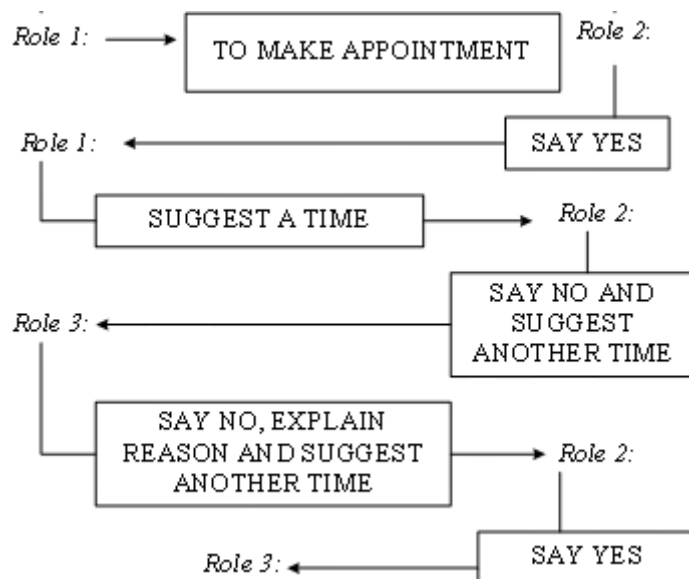 Role 1:
TO MAKE APPOINTMENT
Role 2:
SAY YES
Role 1:
SUGGEST A TIME
Role 2:
SAY NO AND
SUGGEST
ANOTHER TIME
Role 3:
SAY NO, EXPLAIN
REASON AND SUGGEST
ANOTHER TIME
Role 2:
SAY YES
Role 3: